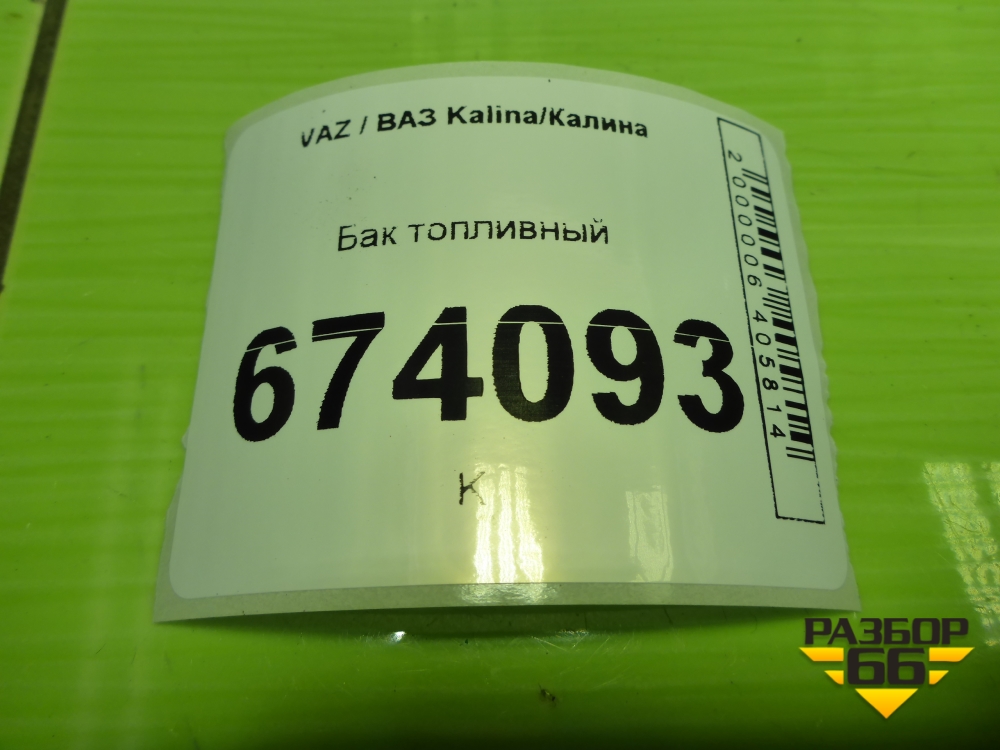 VAZ / ВАЗ Kalina/Калина
Бак топливный
674093
К
2000006405814
РАЗБОР
66